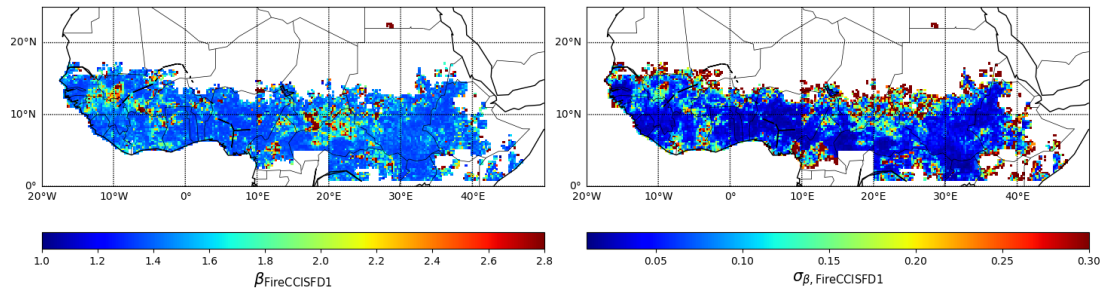 20°N
10°N
0°
20°W 10°W 0° 10°E 20°E 30°E 40°E
20°N
10°N
0°
20°W 10°W 0° 10°E 20°E 30°E 40°E
1.0 1.2 1.4 1.6 1.8 2.0 2.2 2.4 2.6 2.8
βFireCCISFD1
0.05 0.10 0.15 0.20 0.25 0.30
σβ, FireCCISFD1